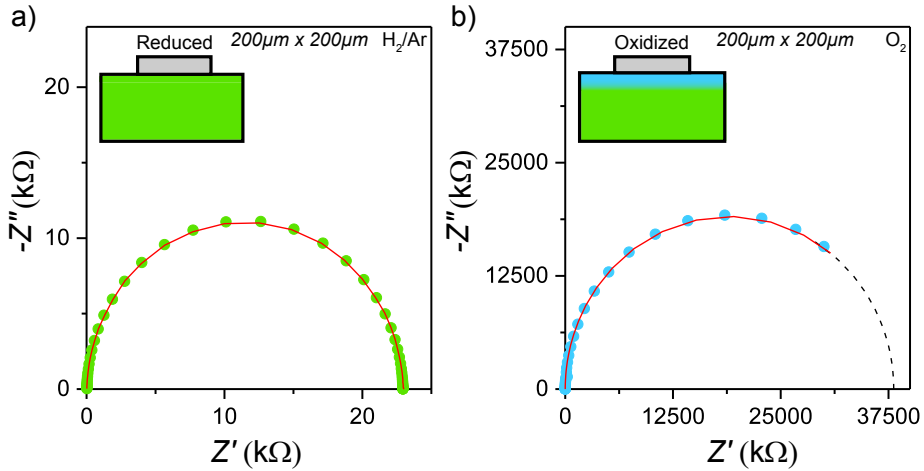 a)
Reduced
200μm x 200μm
H₂/Ar
20
10
0
-Z″ (kΩ)
0
10
20
Z′ (kΩ)
b)
Oxidized
200μm x 200μm
O₂
37500
25000
12500
0
-Z″ (kΩ)
0
12500
25000
37500
Z′ (kΩ)